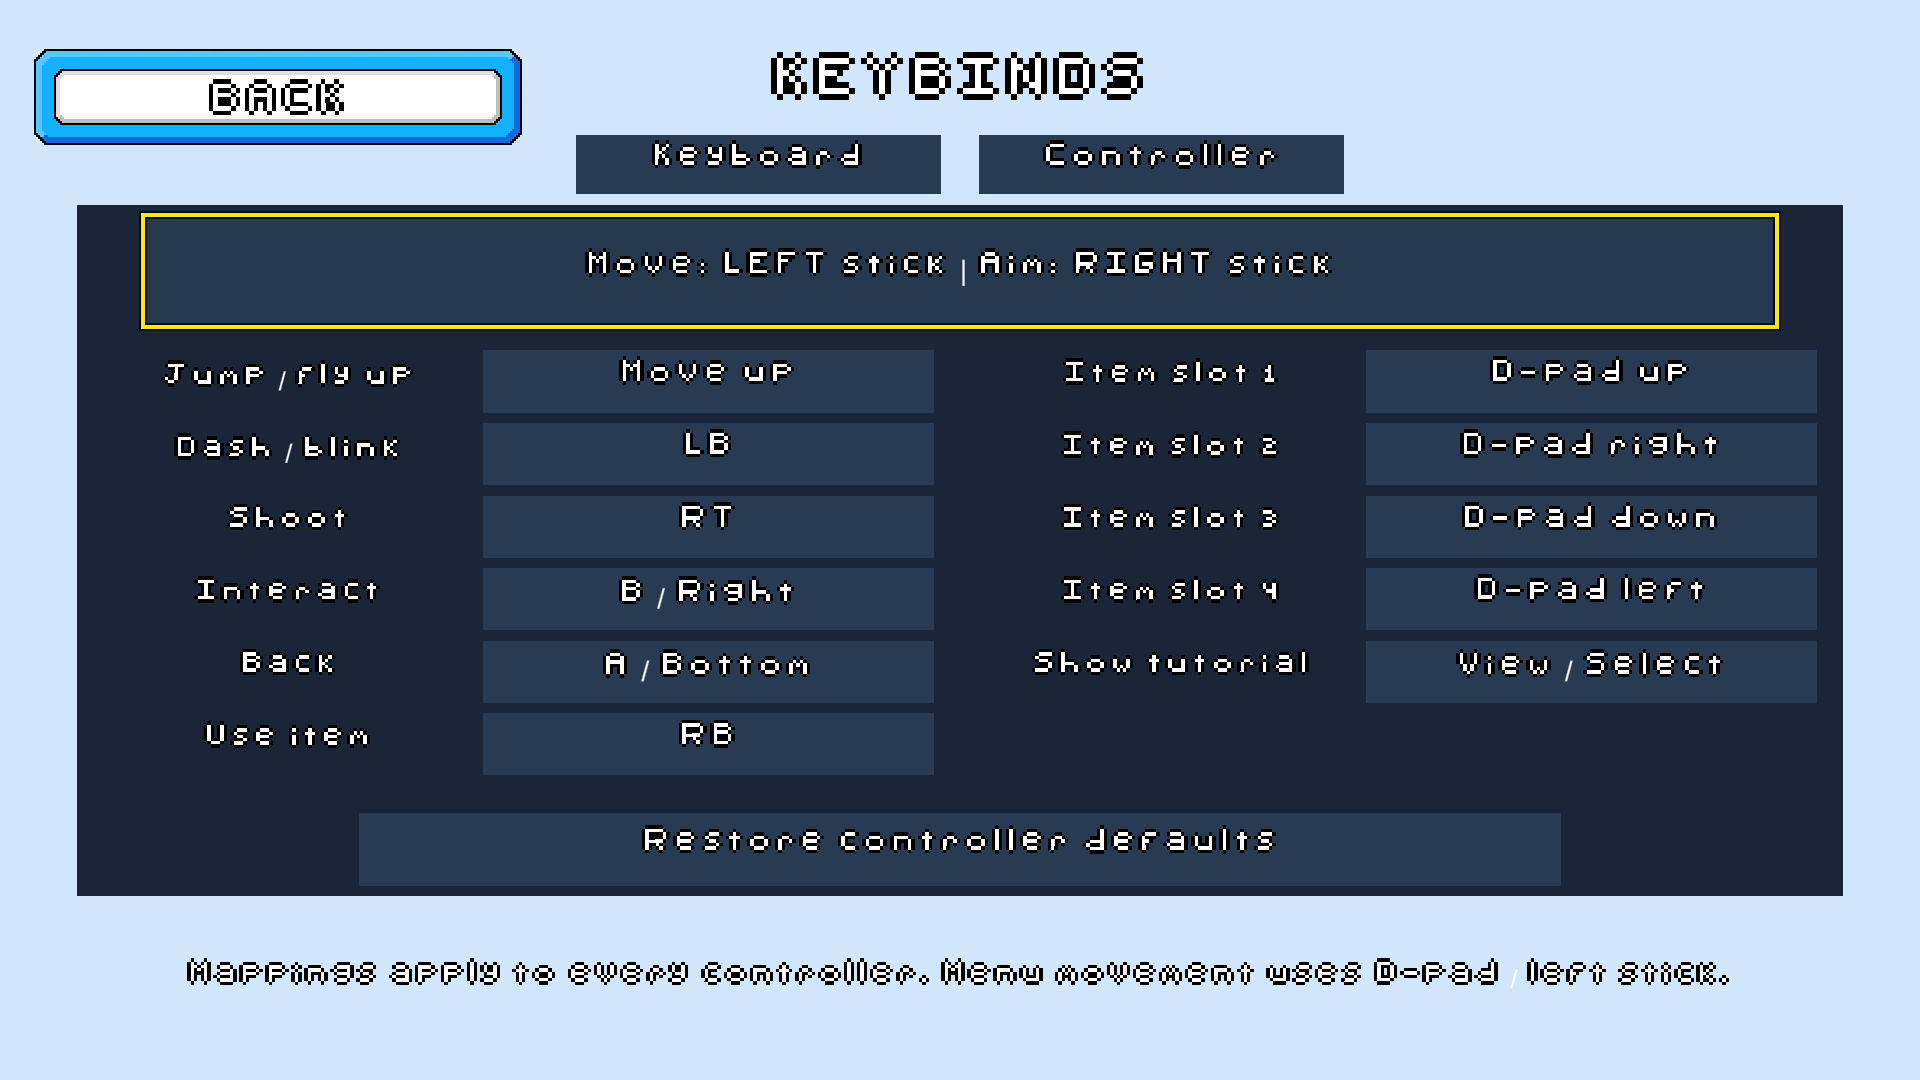 BACK
KEYBINDS
Keyboard Controller
Move: LEFT stick | Aim: RIGHT stick
Jump / fly up Move up Item slot 1 D-pad up
Dash / blink LB Item slot 2 D-pad right
Shoot RT Item slot 3 D-pad down
Interact B / Right Item slot 4 D-pad left
Back A / Bottom Show tutorial View / Select
Use item RB
Restore controller defaults
Mappings apply to every controller. Menu movement uses D-pad / left stick.